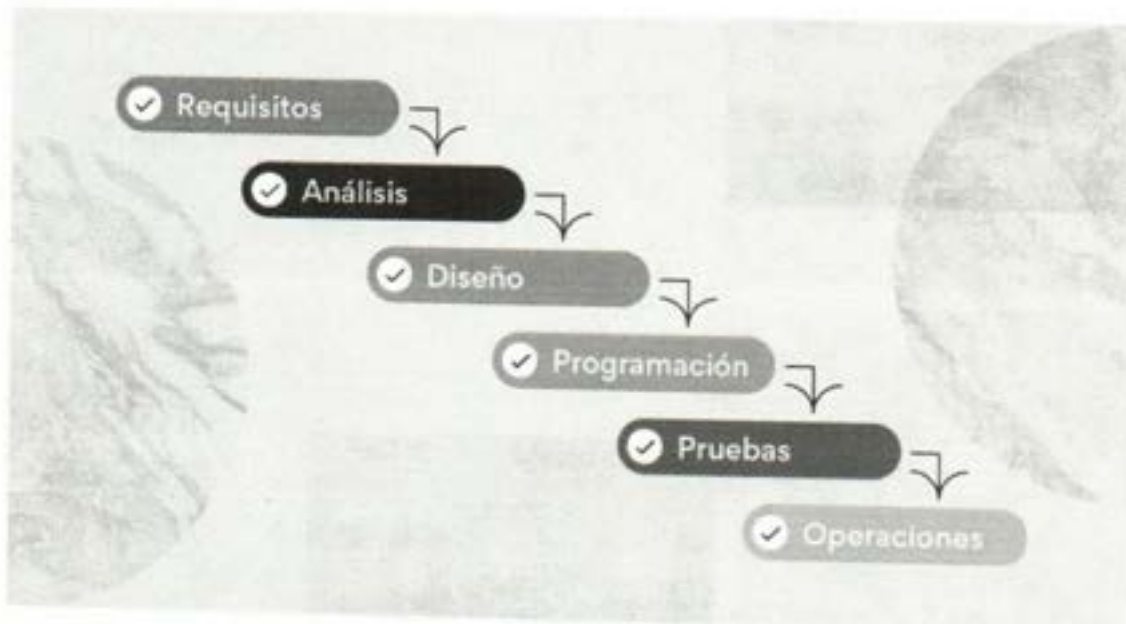 Requisitos
Análisis
Diseño
Programación
Pruebas
Operaciones